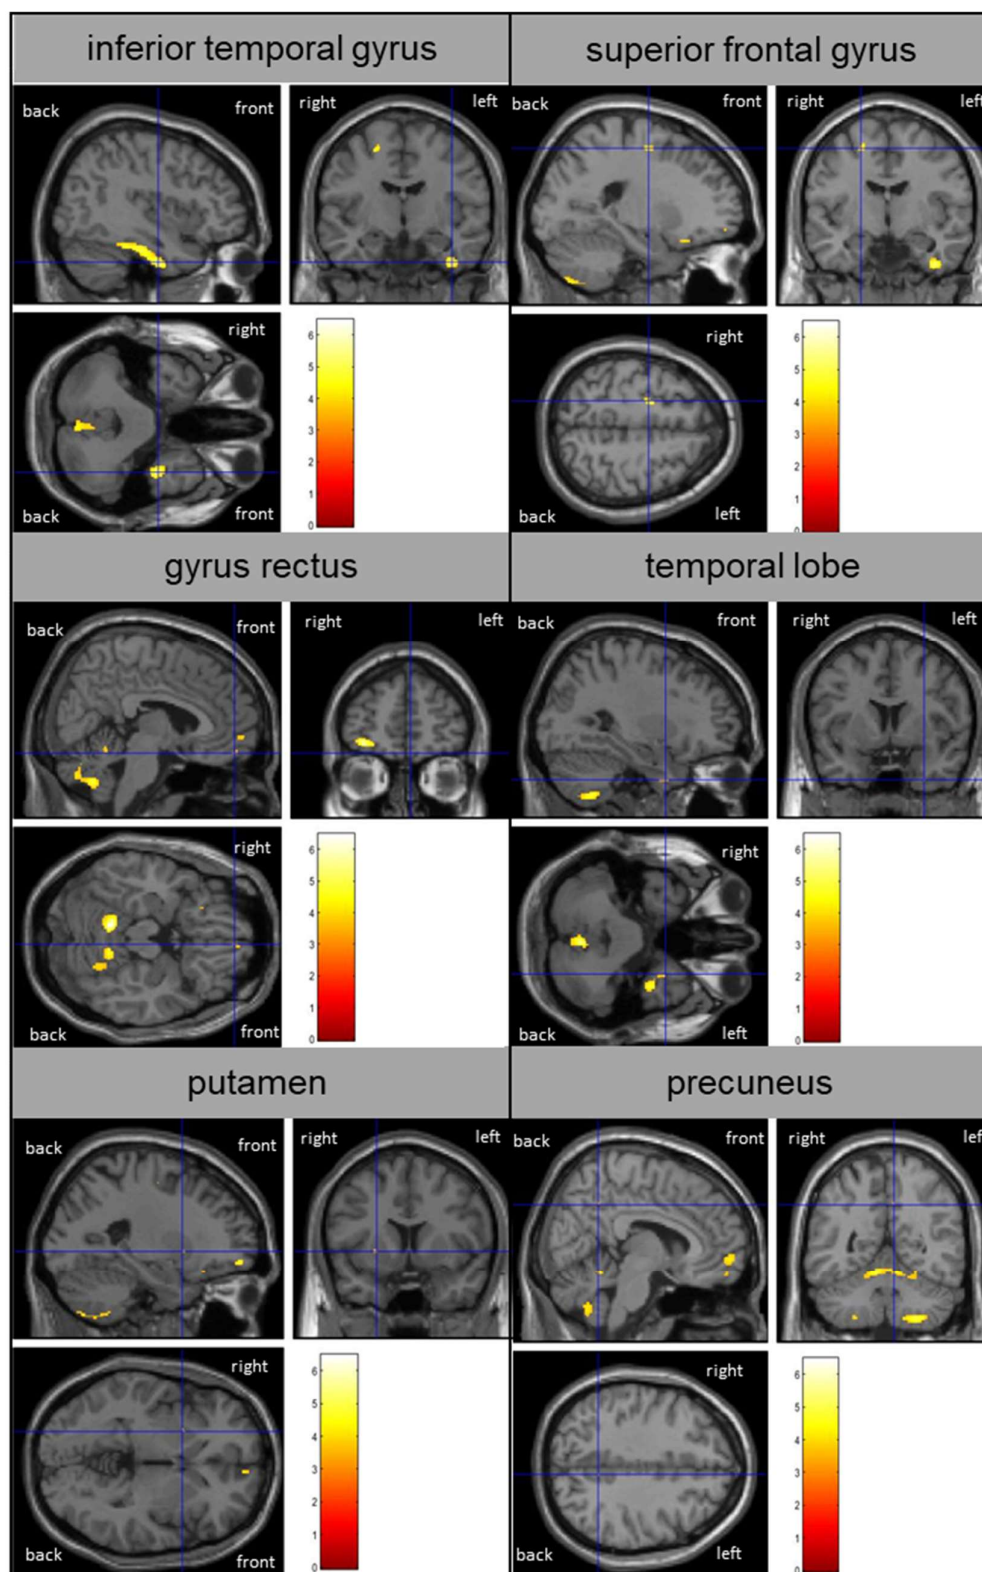 inferior temporal gyrus
superior frontal gyrus
back
front
right
left
back
front
right
left
right
back
front
6
5
4
3
2
1
0
right
back
left
6
5
4
3
2
1
0
gyrus rectus
temporal lobe
back
front
right
left
back
front
right
left
right
back
front
6
5
4
3
2
1
0
right
back
left
6
5
4
3
2
1
0
putamen
precuneus
back
front
right
left
back
front
right
lef
right
back
front
6
5
4
3
2
1
0
right
back
left
6
5
4
3
2
1
0